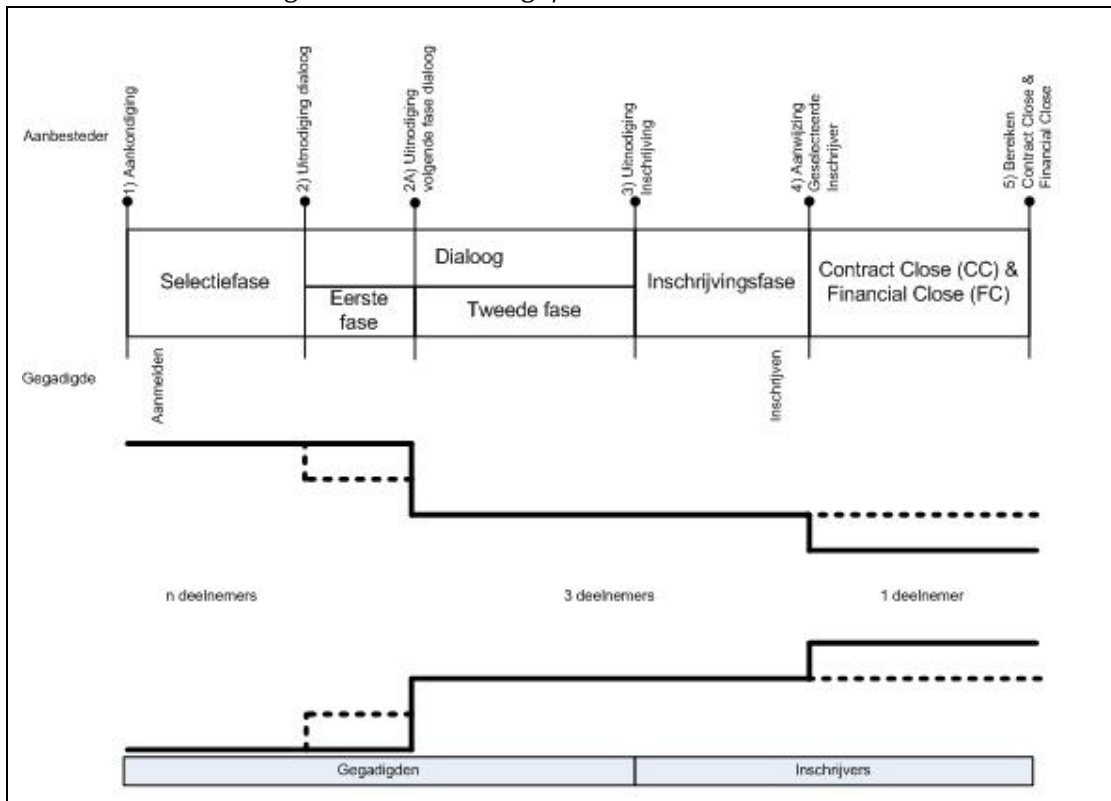 Aanbesteder
1) Aankondiging
2) Uitnodiging dialoog
2A) Uitnodiging
volgende fase dialoog
3) Uitnodiging
Inschrijving
4) Aanwijzing
Geselecteerde
Inschrijver
5) Bereiken
Contract Close &
Financial Close
Selectiefase
Dialoog
Eerste
fase
Tweede fase
Inschrijvingsfase
Contract Close (CC) &
Financial Close (FC)
Gegadigde
Aanmelden
Inschrijven
n deelnemers
3 deelnemers
1 deelnemer
Gegadigden
Inschrijvers